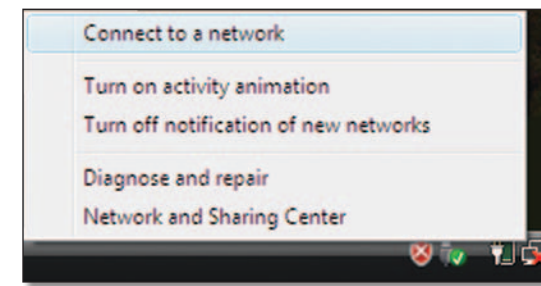 Connect to a network
Turn on activity animation
Turn off notification of new networks
Diagnose and repair
Network and Sharing Center